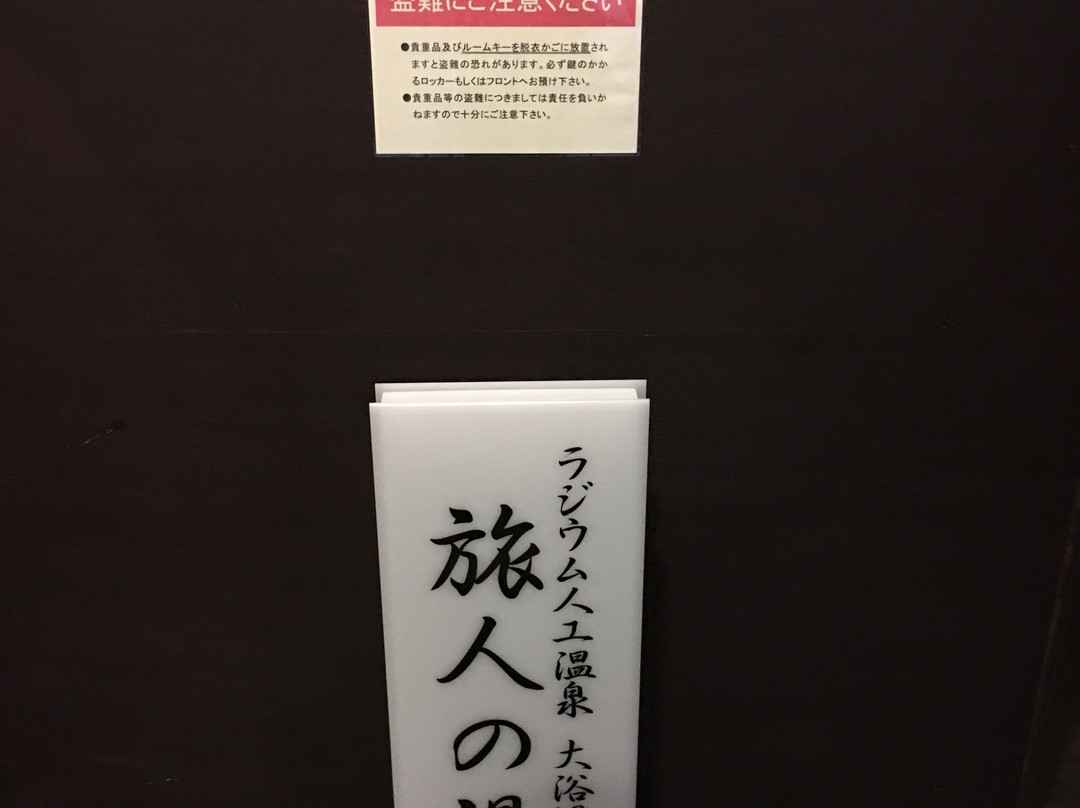 盗難にご注意ください
●貴重品及びルームキーを脱衣かごに放置され
ますと盗難の恐れがあります。必ず鍵のかか
るロッカーもしくはフロントへお預け下さい。
●貴重品等の盗難につきましては責任を負いか
ねますので十分にご注意下さい。
ラジウム人工温泉 大浴
旅人の